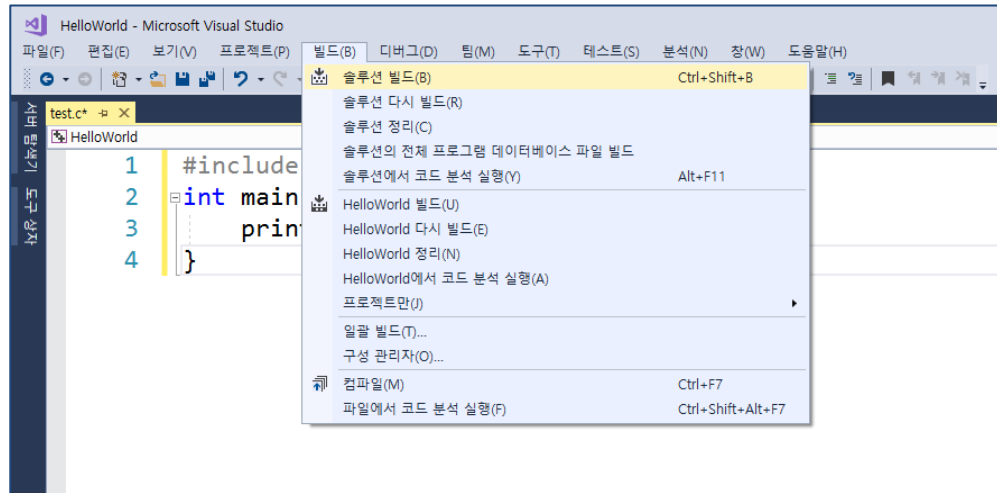 HelloWorld - Microsoft Visual Studio
파일(F) 편집(E) 보기(V) 프로젝트(P) 빌드(B) 디버그(D) 팀(M) 도구(T) 테스트(S) 분석(N) 창(W) 도움말(H)
솔루션 빌드(B) Ctrl+Shift+B
솔루션 다시 빌드(R)
솔루션 정리(C)
솔루션의 전체 프로그램 데이터베이스 파일 빌드
솔루션에서 코드 분석 실행(Y) Alt+F11
HelloWorld 빌드(U)
HelloWorld 다시 빌드(E)
HelloWorld 정리(N)
HelloWorld에서 코드 분석 실행(A)
프로젝트만(J)
일괄 빌드(T)...
구성 관리자(O)...
컴파일(M) Ctrl+F7
파일에서 코드 분석 실행(F) Ctrl+Shift+Alt+F7
서버 탐색기
도구 상자
test.c*
HelloWorld
1 #include
2 int main
3 prin
4 }